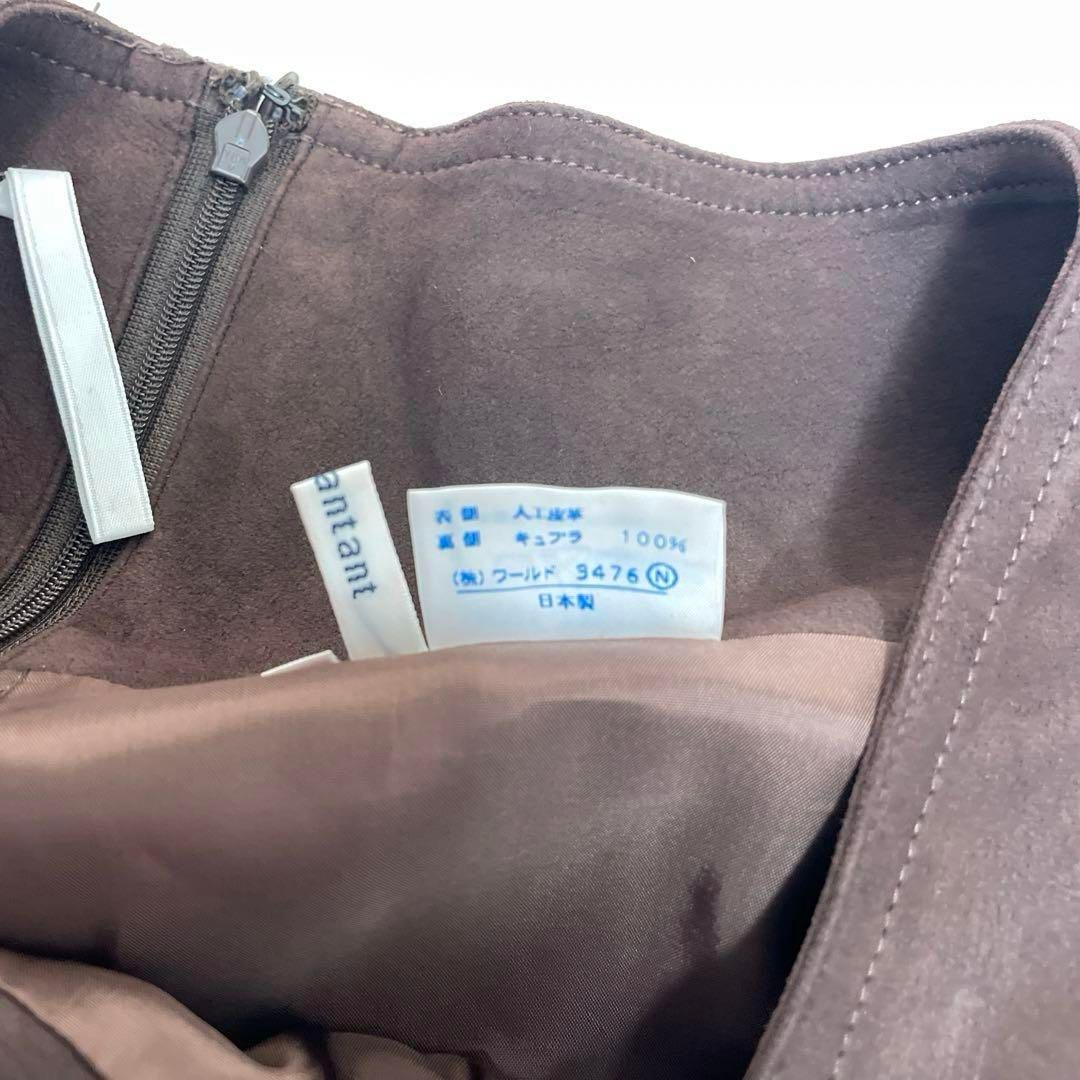 antant
表側 人工皮革
裏側 キュプラ 100%
(株)ワールド 3476 Ⓝ
日本製